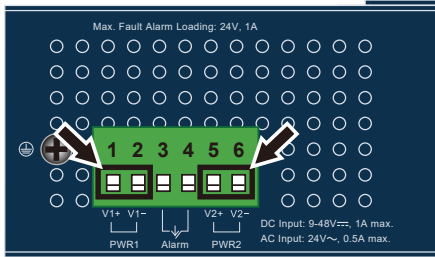 Max. Fault Alarm Loading: 24V, 1A
1 2 3 4 5 6
V1+ V1− V2+ V2−
PWR1 Alarm PWR2
DC Input: 9-48V⎓, 1A max.
AC Input: 24V∼, 0.5A max.